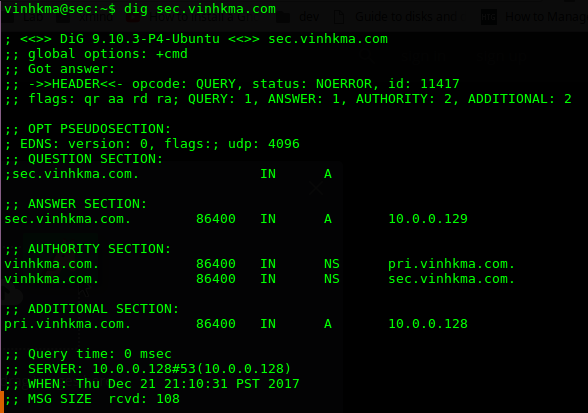 vinhkma@sec:~$ dig sec.vinhkma.com

; <<>> DiG 9.10.3-P4-Ubuntu <<>> sec.vinhkma.com
;; global options: +cmd
;; Got answer:
;; ->>HEADER<<- opcode: QUERY, status: NOERROR, id: 11417
;; flags: qr aa rd ra; QUERY: 1, ANSWER: 1, AUTHORITY: 2, ADDITIONAL: 2

;; OPT PSEUDOSECTION:
; EDNS: version: 0, flags:; udp: 4096
;; QUESTION SECTION:
;sec.vinhkma.com.		IN	A

;; ANSWER SECTION:
sec.vinhkma.com.	86400	IN	A	10.0.0.129

;; AUTHORITY SECTION:
vinhkma.com.		86400	IN	NS	pri.vinhkma.com.
vinhkma.com.		86400	IN	NS	sec.vinhkma.com.

;; ADDITIONAL SECTION:
pri.vinhkma.com.	86400	IN	A	10.0.0.128

;; Query time: 0 msec
;; SERVER: 10.0.0.128#53(10.0.0.128)
;; WHEN: Thu Dec 21 21:10:31 PST 2017
;; MSG SIZE  rcvd: 108